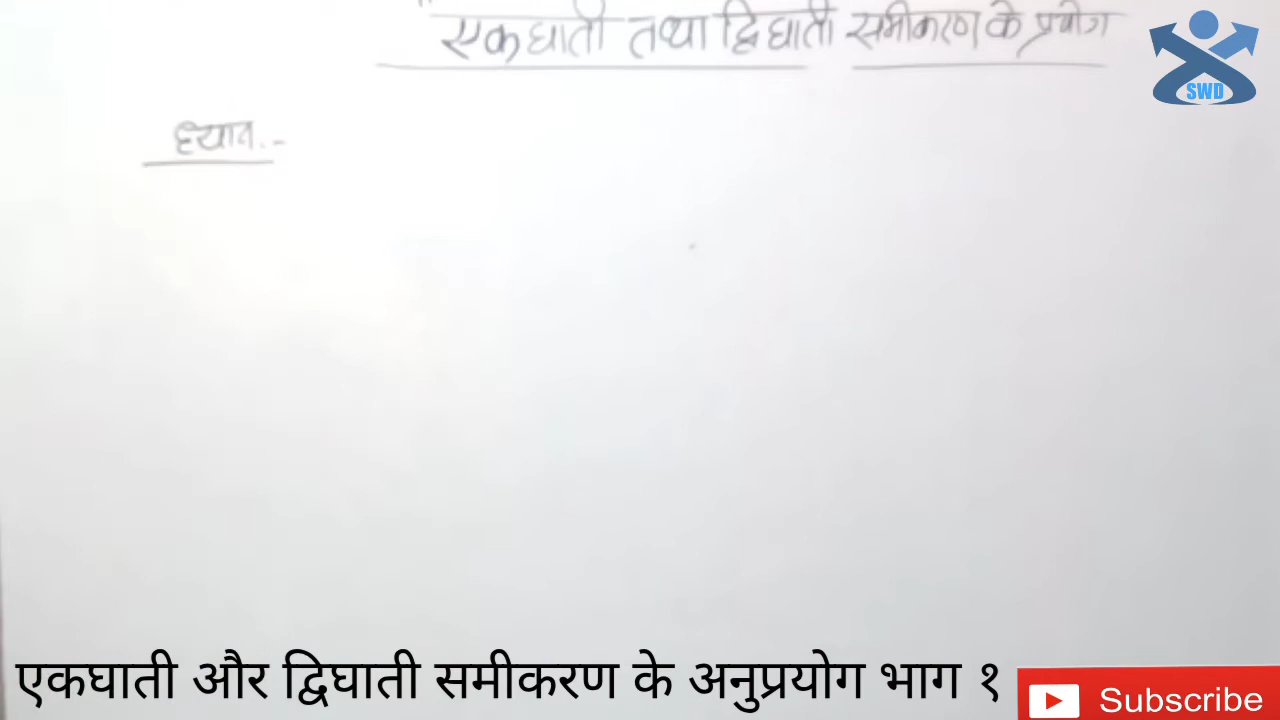 एकघाती तथा द्विघाती समीकरण के प्रयोग
SWD
ध्यान.-
एकघाती और द्विघाती समीकरण के अनुप्रयोग भाग १
Subscribe